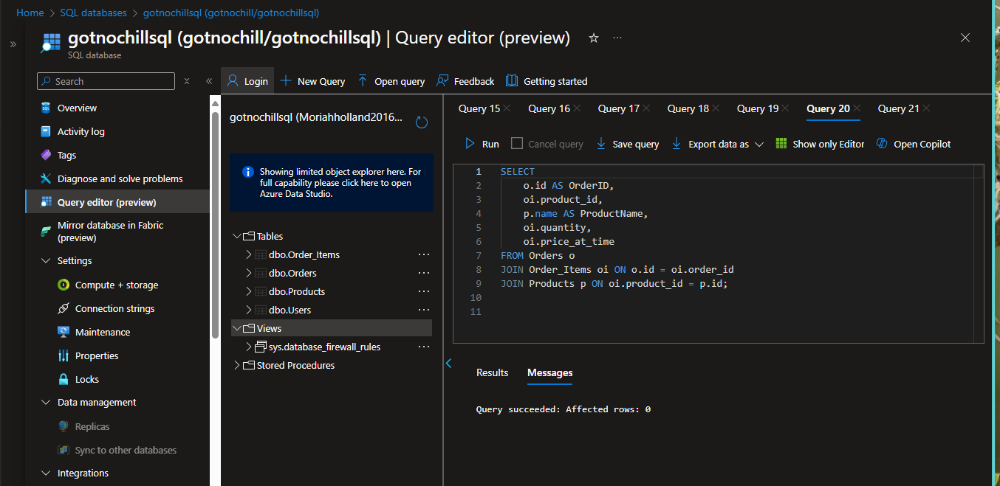 Home > SQL databases > gotnochillsql (gotnochill/gotnochillsql)
gotnochillsql (gotnochill/gotnochillsql) | Query editor (preview)
SQL database
Search
Overview
Activity log
Tags
Diagnose and solve problems
Query editor (preview)
Mirror database in Fabric
(preview)
Settings
Compute + storage
Connection strings
Maintenance
Properties
Locks
Data management
Replicas
Sync to other databases
Integrations
Login New Query Open query Feedback Getting started
gotnochillsql (Moriahholland2016...
Showing limited object explorer here. For
full capability please click here to open
Azure Data Studio.
Tables
dbo.Order_Items ...
dbo.Orders ...
dbo.Products ...
dbo.Users ...
Views
sys.database_firewall_rules ...
Stored Procedures
Query 15 Query 16 Query 17 Query 18 Query 19 Query 20 Query 21
Run Cancel query Save query Export data as Show only Editor Open Copilot
1 SELECT
2 o.id AS OrderID,
3 oi.product_id,
4 p.name AS ProductName,
5 oi.quantity,
6 oi.price_at_time
7 FROM Orders o
8 JOIN Order_Items oi ON o.id = oi.order_id
9 JOIN Products p ON oi.product_id = p.id;
10
11
Results Messages
Query succeeded: Affected rows: 0